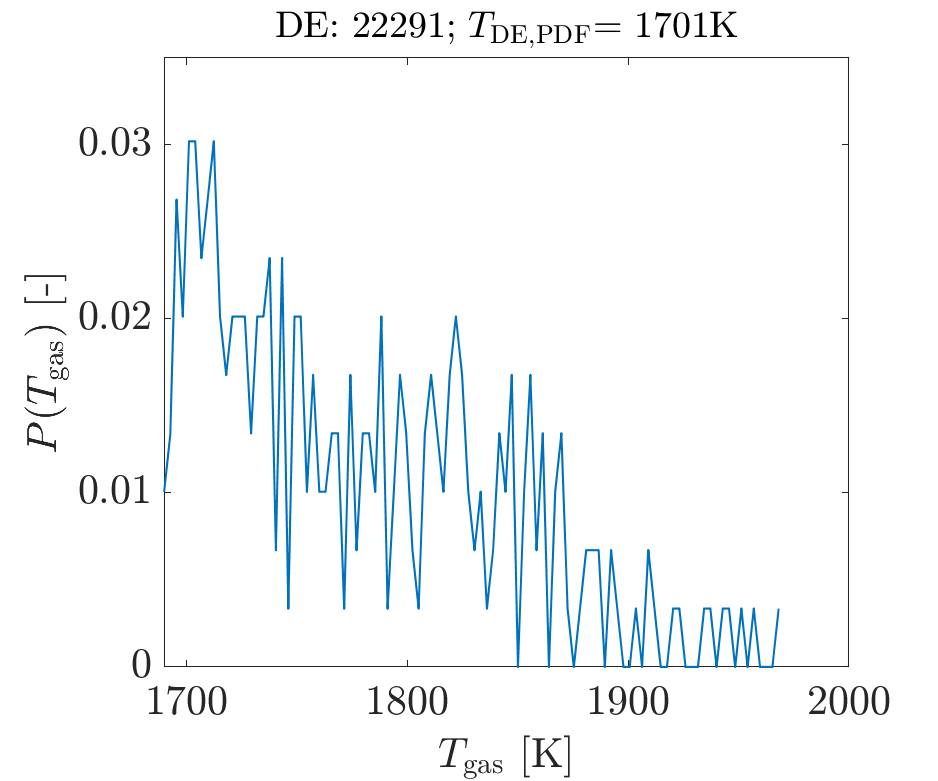 DE: 22291; T_DE,PDF= 1701K
0.03
0.02
0.01
0
P(T_gas) [-]
1700 1800 1900 2000
T_gas [K]